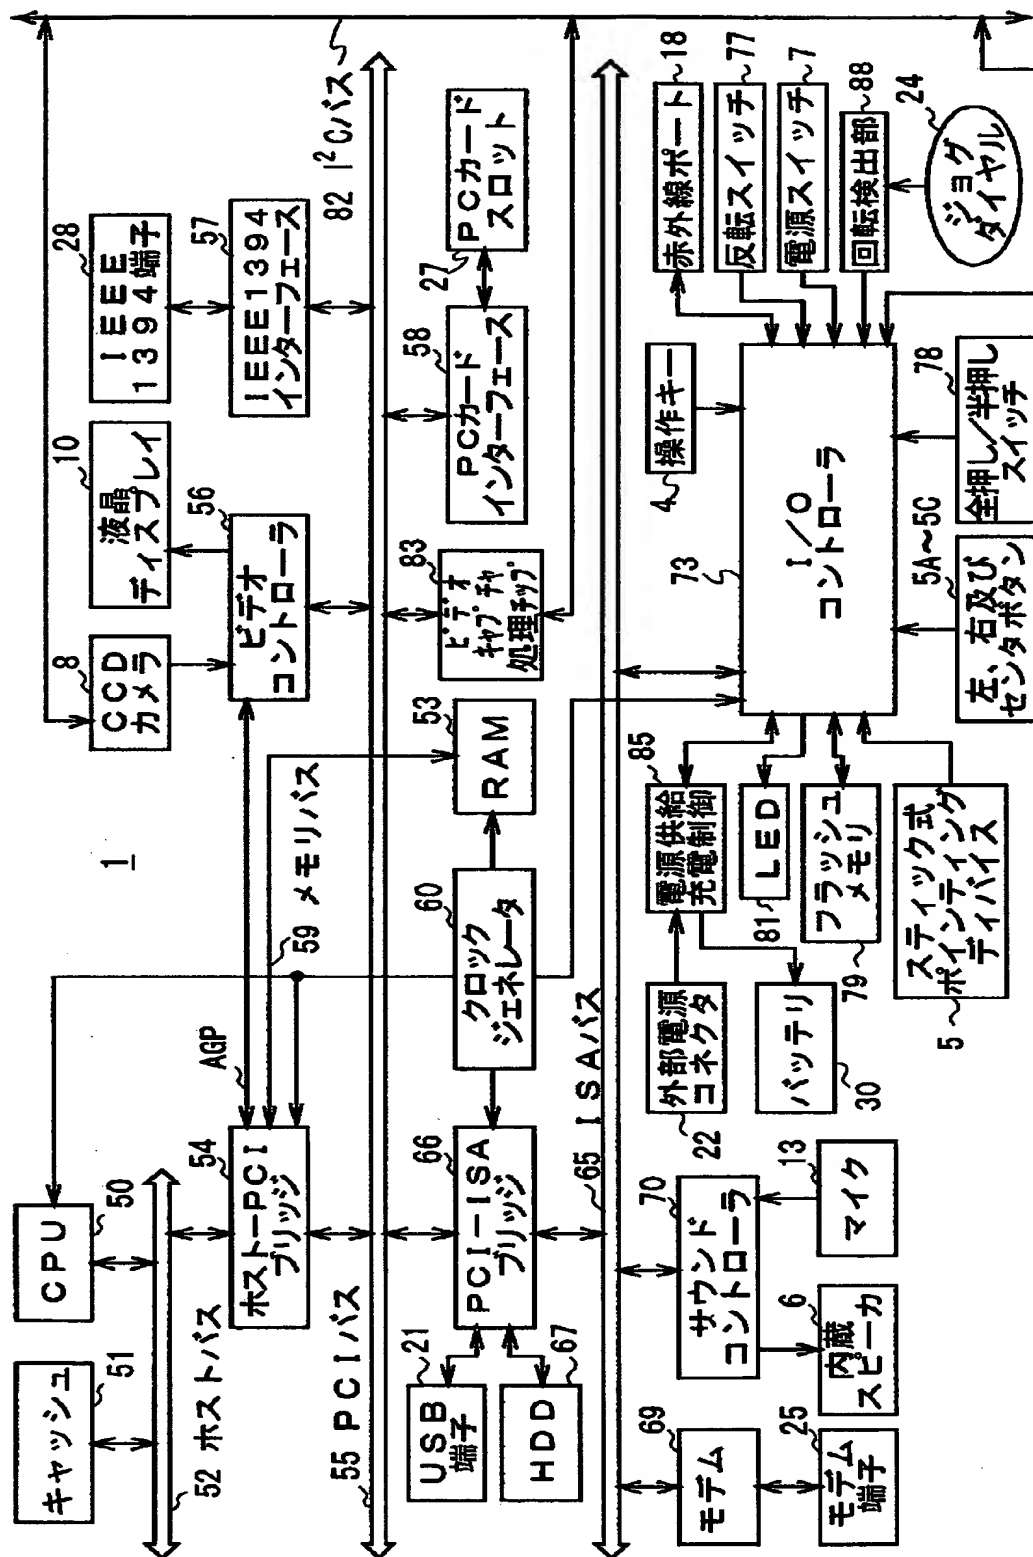 1
キャッシュ
51
CPU
50
52 ホストバス
ホストーPCI
ブリッジ
54
AGP
59 メモリバス
CCD
カメラ
8
液晶
ディスプレイ
10
ビデオ
コントローラ
56
IEEE
1394端子
28
IEEE1394
インターフェース
57
82 I²Cバス
55 PCIバス
USB
端子
21
HDD
67
PCI-ISA
ブリッジ
66
クロック
ジェネレータ
60
RAM
53
ビデオ
キャプチャ
処理チップ
83
PCカード
インターフェース
58
PCカード
スロット
27
65 ISAバス
モデム
69
モデム
端子
25
サウンド
コントローラ
70
内蔵
スピーカ
6
マイク
13
外部電源
コネクタ
22
バッテリ
30
電源供給
充電制御
85
LED
81
フラッシュ
メモリ
79
スティック式
ポインティング
ディバイス
5
I/O
コントローラ
73
操作キー
4
赤外線ポート
18
反転スイッチ
77
電源スイッチ
7
回転検出部
88
ジョグ
ダイヤル
24
左、右及び
センタボタン
5A～5C
全押し/半押し
スイッチ
78